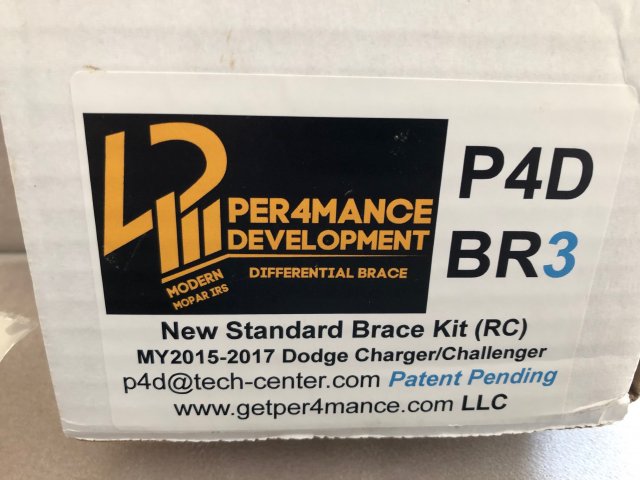 PER4MANCE
DEVELOPMENT
DIFFERENTIAL BRACE
MODERN
MOPAR IRS
P4D
BR3
New Standard Brace Kit (RC)
MY2015-2017 Dodge Charger/Challenger
p4d@tech-center.com Patent Pending
www.getper4mance.com LLC